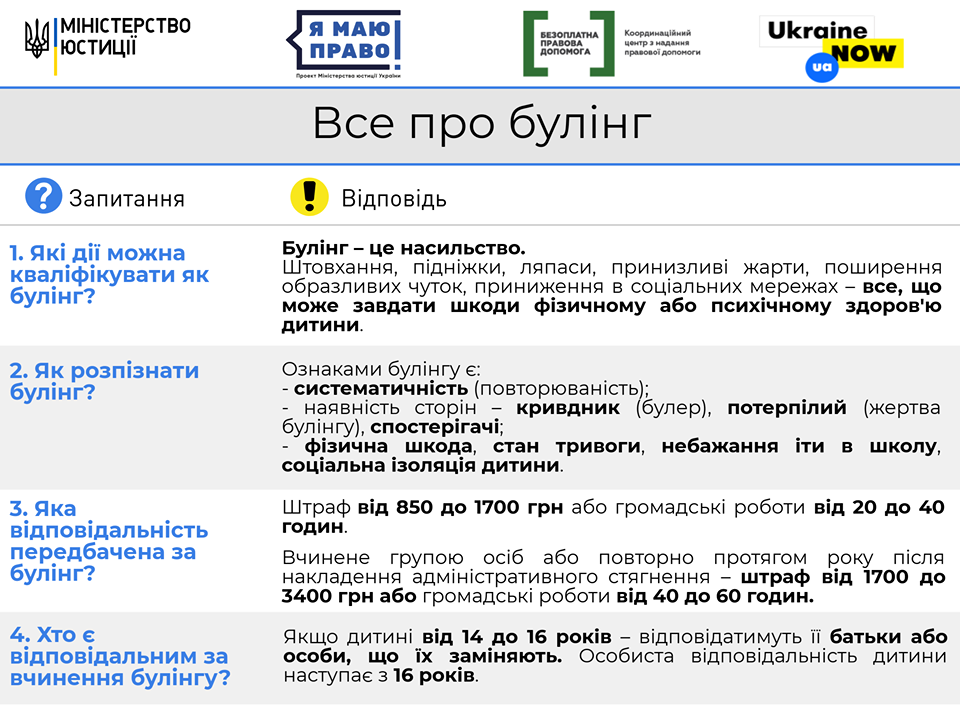 МІНІСТЕРСТВО
ЮСТИЦІЇ
Я МАЮ
ПРАВО!
Проект Міністерства юстиції України
БЕЗОПЛАТНА
ПРАВОВА
ДОПОМОГА
Координаційний
центр з надання
правової допомоги
Ukraine
NOW
ua
Все про булінг
? Запитання
! Відповідь
1. Які дії можна
кваліфікувати як
булінг?
Булінг – це насильство.
Штовхання, підніжки, ляпаси, принизливі жарти, поширення
образливих чуток, приниження в соціальних мережах – все, що
може завдати шкоди фізичному або психічному здоров'ю
дитини.
2. Як розпізнати
булінг?
Ознаками булінгу є:
- систематичність (повторюваність);
- наявність сторін – кривдник (булер), потерпілий (жертва
булінгу), спостерігачі;
- фізична шкода, стан тривоги, небажання іти в школу,
соціальна ізоляція дитини.
3. Яка
відповідальність
передбачена за
булінг?
Штраф від 850 до 1700 грн або громадські роботи від 20 до 40
годин.
Вчинене групою осіб або повторно протягом року після
накладення адміністративного стягнення – штраф від 1700 до
3400 грн або громадські роботи від 40 до 60 годин.
4. Хто є
відповідальним за
вчинення булінгу?
Якщо дитині від 14 до 16 років – відповідатимуть її батьки або
особи, що їх заміняють. Особиста відповідальність дитини
наступає з 16 років.